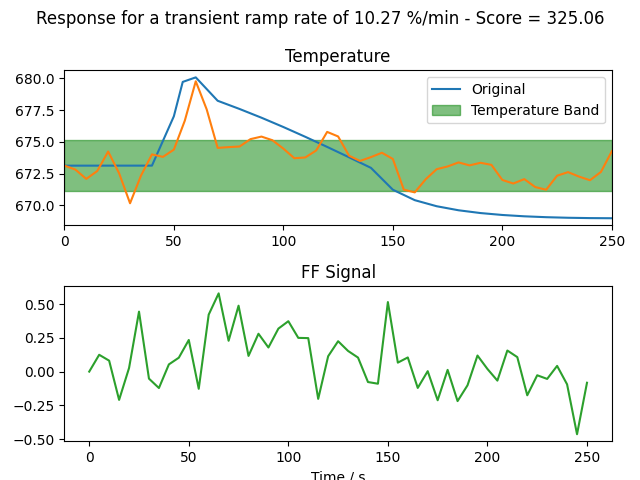 Response for a transient ramp rate of 10.27 %/min - Score = 325.06
Temperature
680.0
677.5
675.0
672.5
670.0
Original
Temperature Band
0 50 100 150 200 250
FF Signal
0.50
0.25
0.00
−0.25
−0.50
0 50 100 150 200 250
Time / s